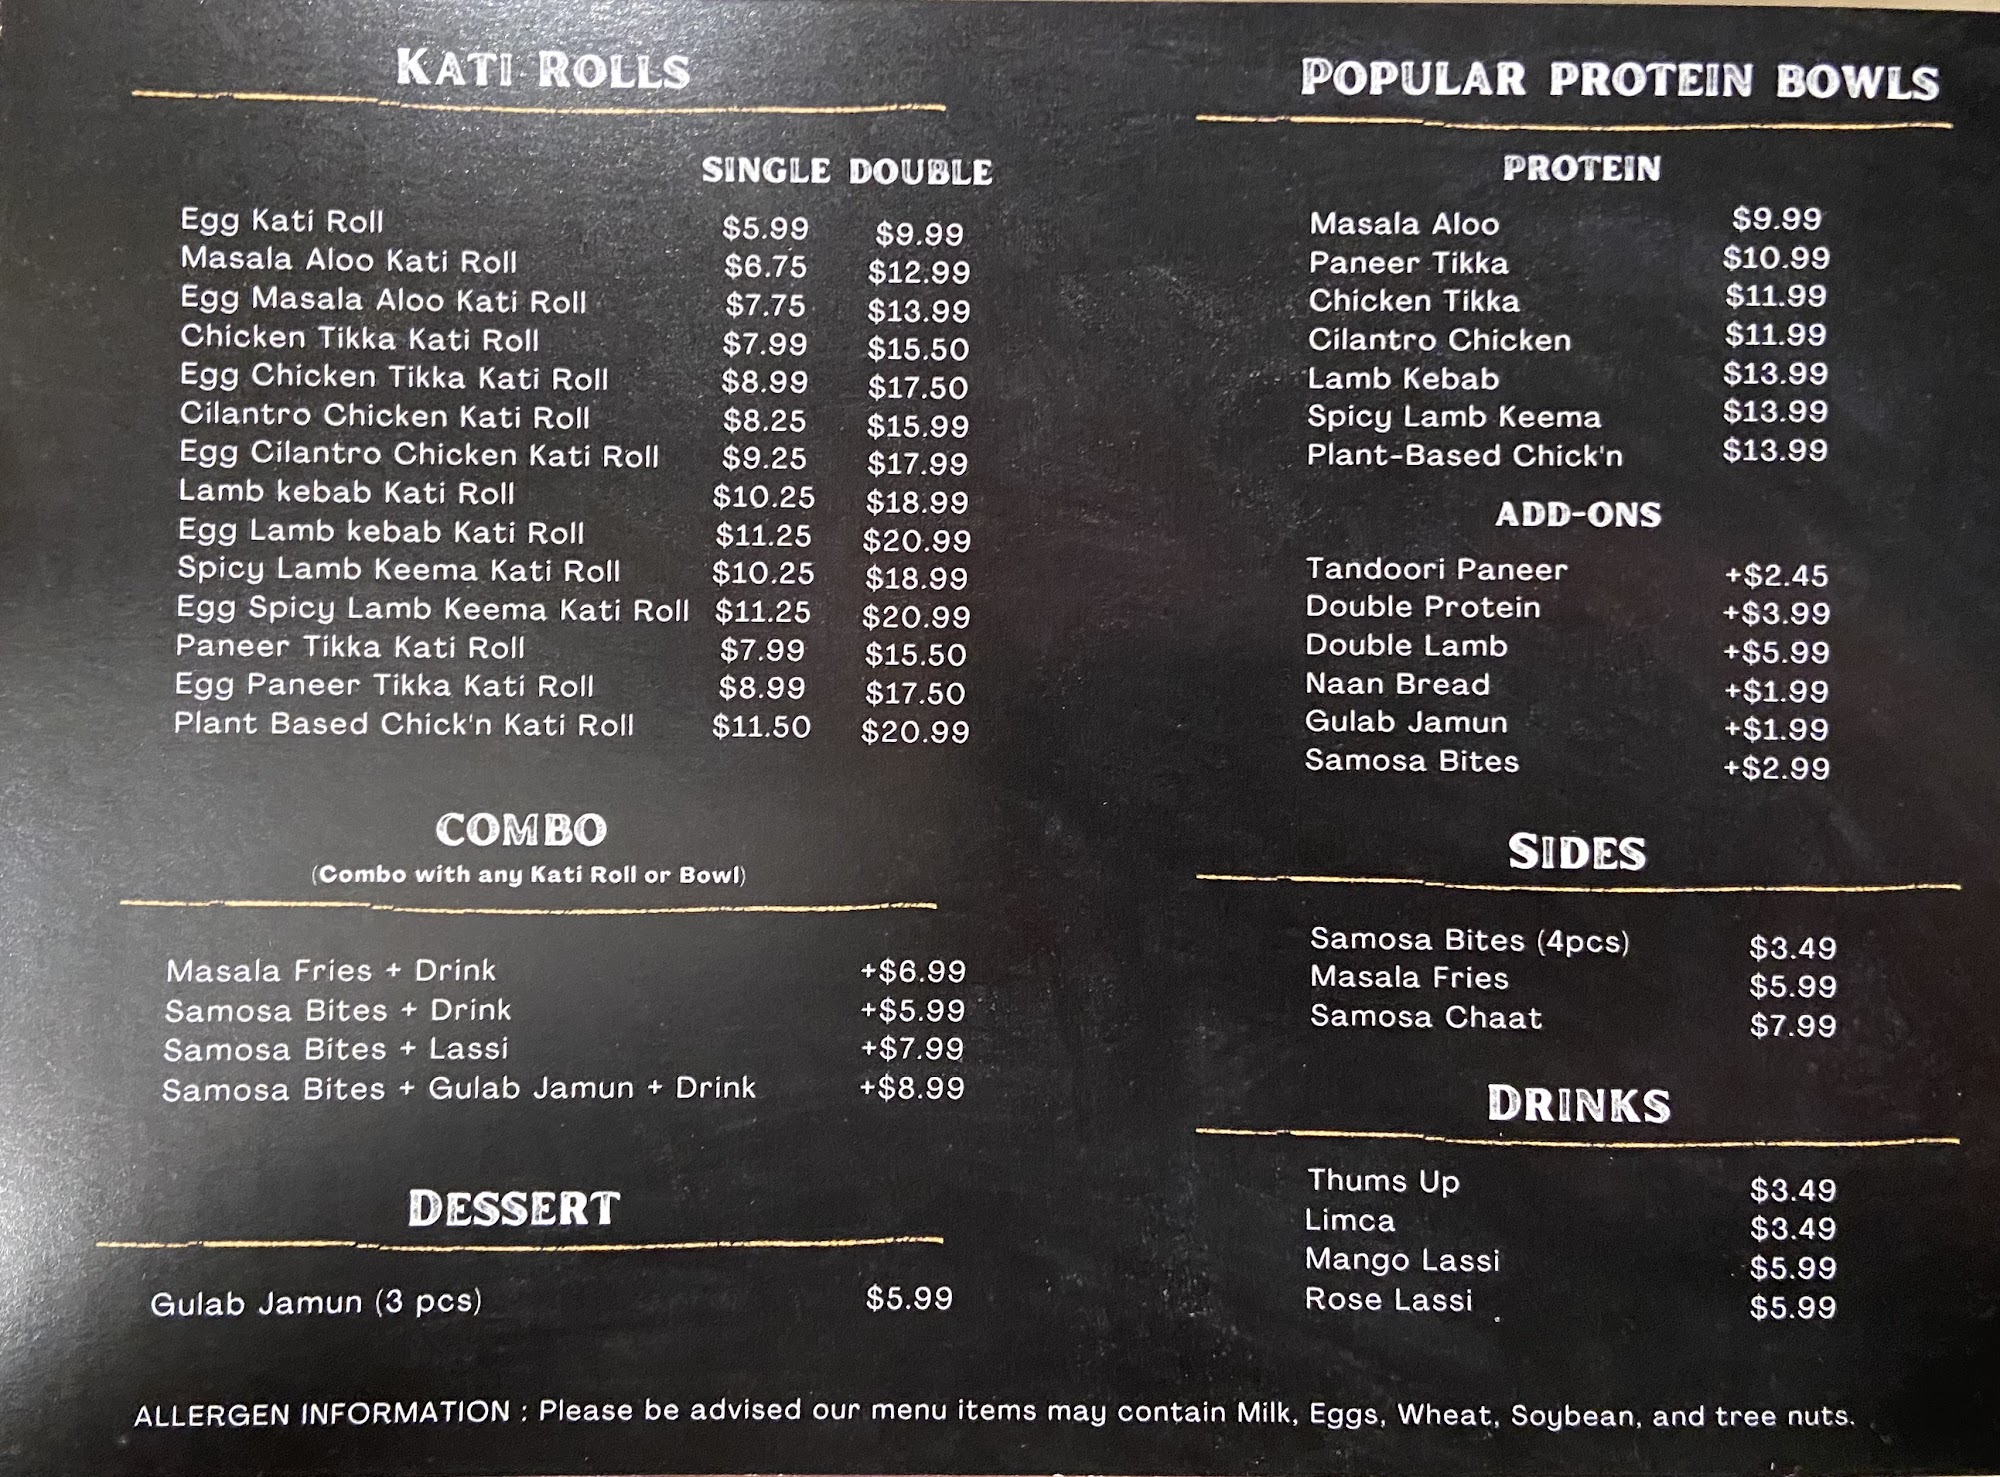 KATI ROLLS
SINGLE DOUBLE
Egg Kati Roll $5.99 $9.99
Masala Aloo Kati Roll $6.75 $12.99
Egg Masala Aloo Kati Roll $7.75 $13.99
Chicken Tikka Kati Roll $7.99 $15.50
Egg Chicken Tikka Kati Roll $8.99 $17.50
Cilantro Chicken Kati Roll $8.25 $15.99
Egg Cilantro Chicken Kati Roll $9.25 $17.99
Lamb kebab Kati Roll $10.25 $18.99
Egg Lamb kebab Kati Roll $11.25 $20.99
Spicy Lamb Keema Kati Roll $10.25 $18.99
Egg Spicy Lamb Keema Kati Roll $11.25 $20.99
Paneer Tikka Kati Roll $7.99 $15.50
Egg Paneer Tikka Kati Roll $8.99 $17.50
Plant Based Chick'n Kati Roll $11.50 $20.99
COMBO
(Combo with any Kati Roll or Bowl)
Masala Fries + Drink +$6.99
Samosa Bites + Drink +$5.99
Samosa Bites + Lassi +$7.99
Samosa Bites + Gulab Jamun + Drink +$8.99
DESSERT
Gulab Jamun (3 pcs) $5.99
POPULAR PROTEIN BOWLS
PROTEIN
Masala Aloo $9.99
Paneer Tikka $10.99
Chicken Tikka $11.99
Cilantro Chicken $11.99
Lamb Kebab $13.99
Spicy Lamb Keema $13.99
Plant-Based Chick'n $13.99
ADD-ONS
Tandoori Paneer +$2.45
Double Protein +$3.99
Double Lamb +$5.99
Naan Bread +$1.99
Gulab Jamun +$1.99
Samosa Bites +$2.99
SIDES
Samosa Bites (4pcs) $3.49
Masala Fries $5.99
Samosa Chaat $7.99
DRINKS
Thums Up $3.49
Limca $3.49
Mango Lassi $5.99
Rose Lassi $5.99
ALLERGEN INFORMATION : Please be advised our menu items may contain Milk, Eggs, Wheat, Soybean, and tree nuts.